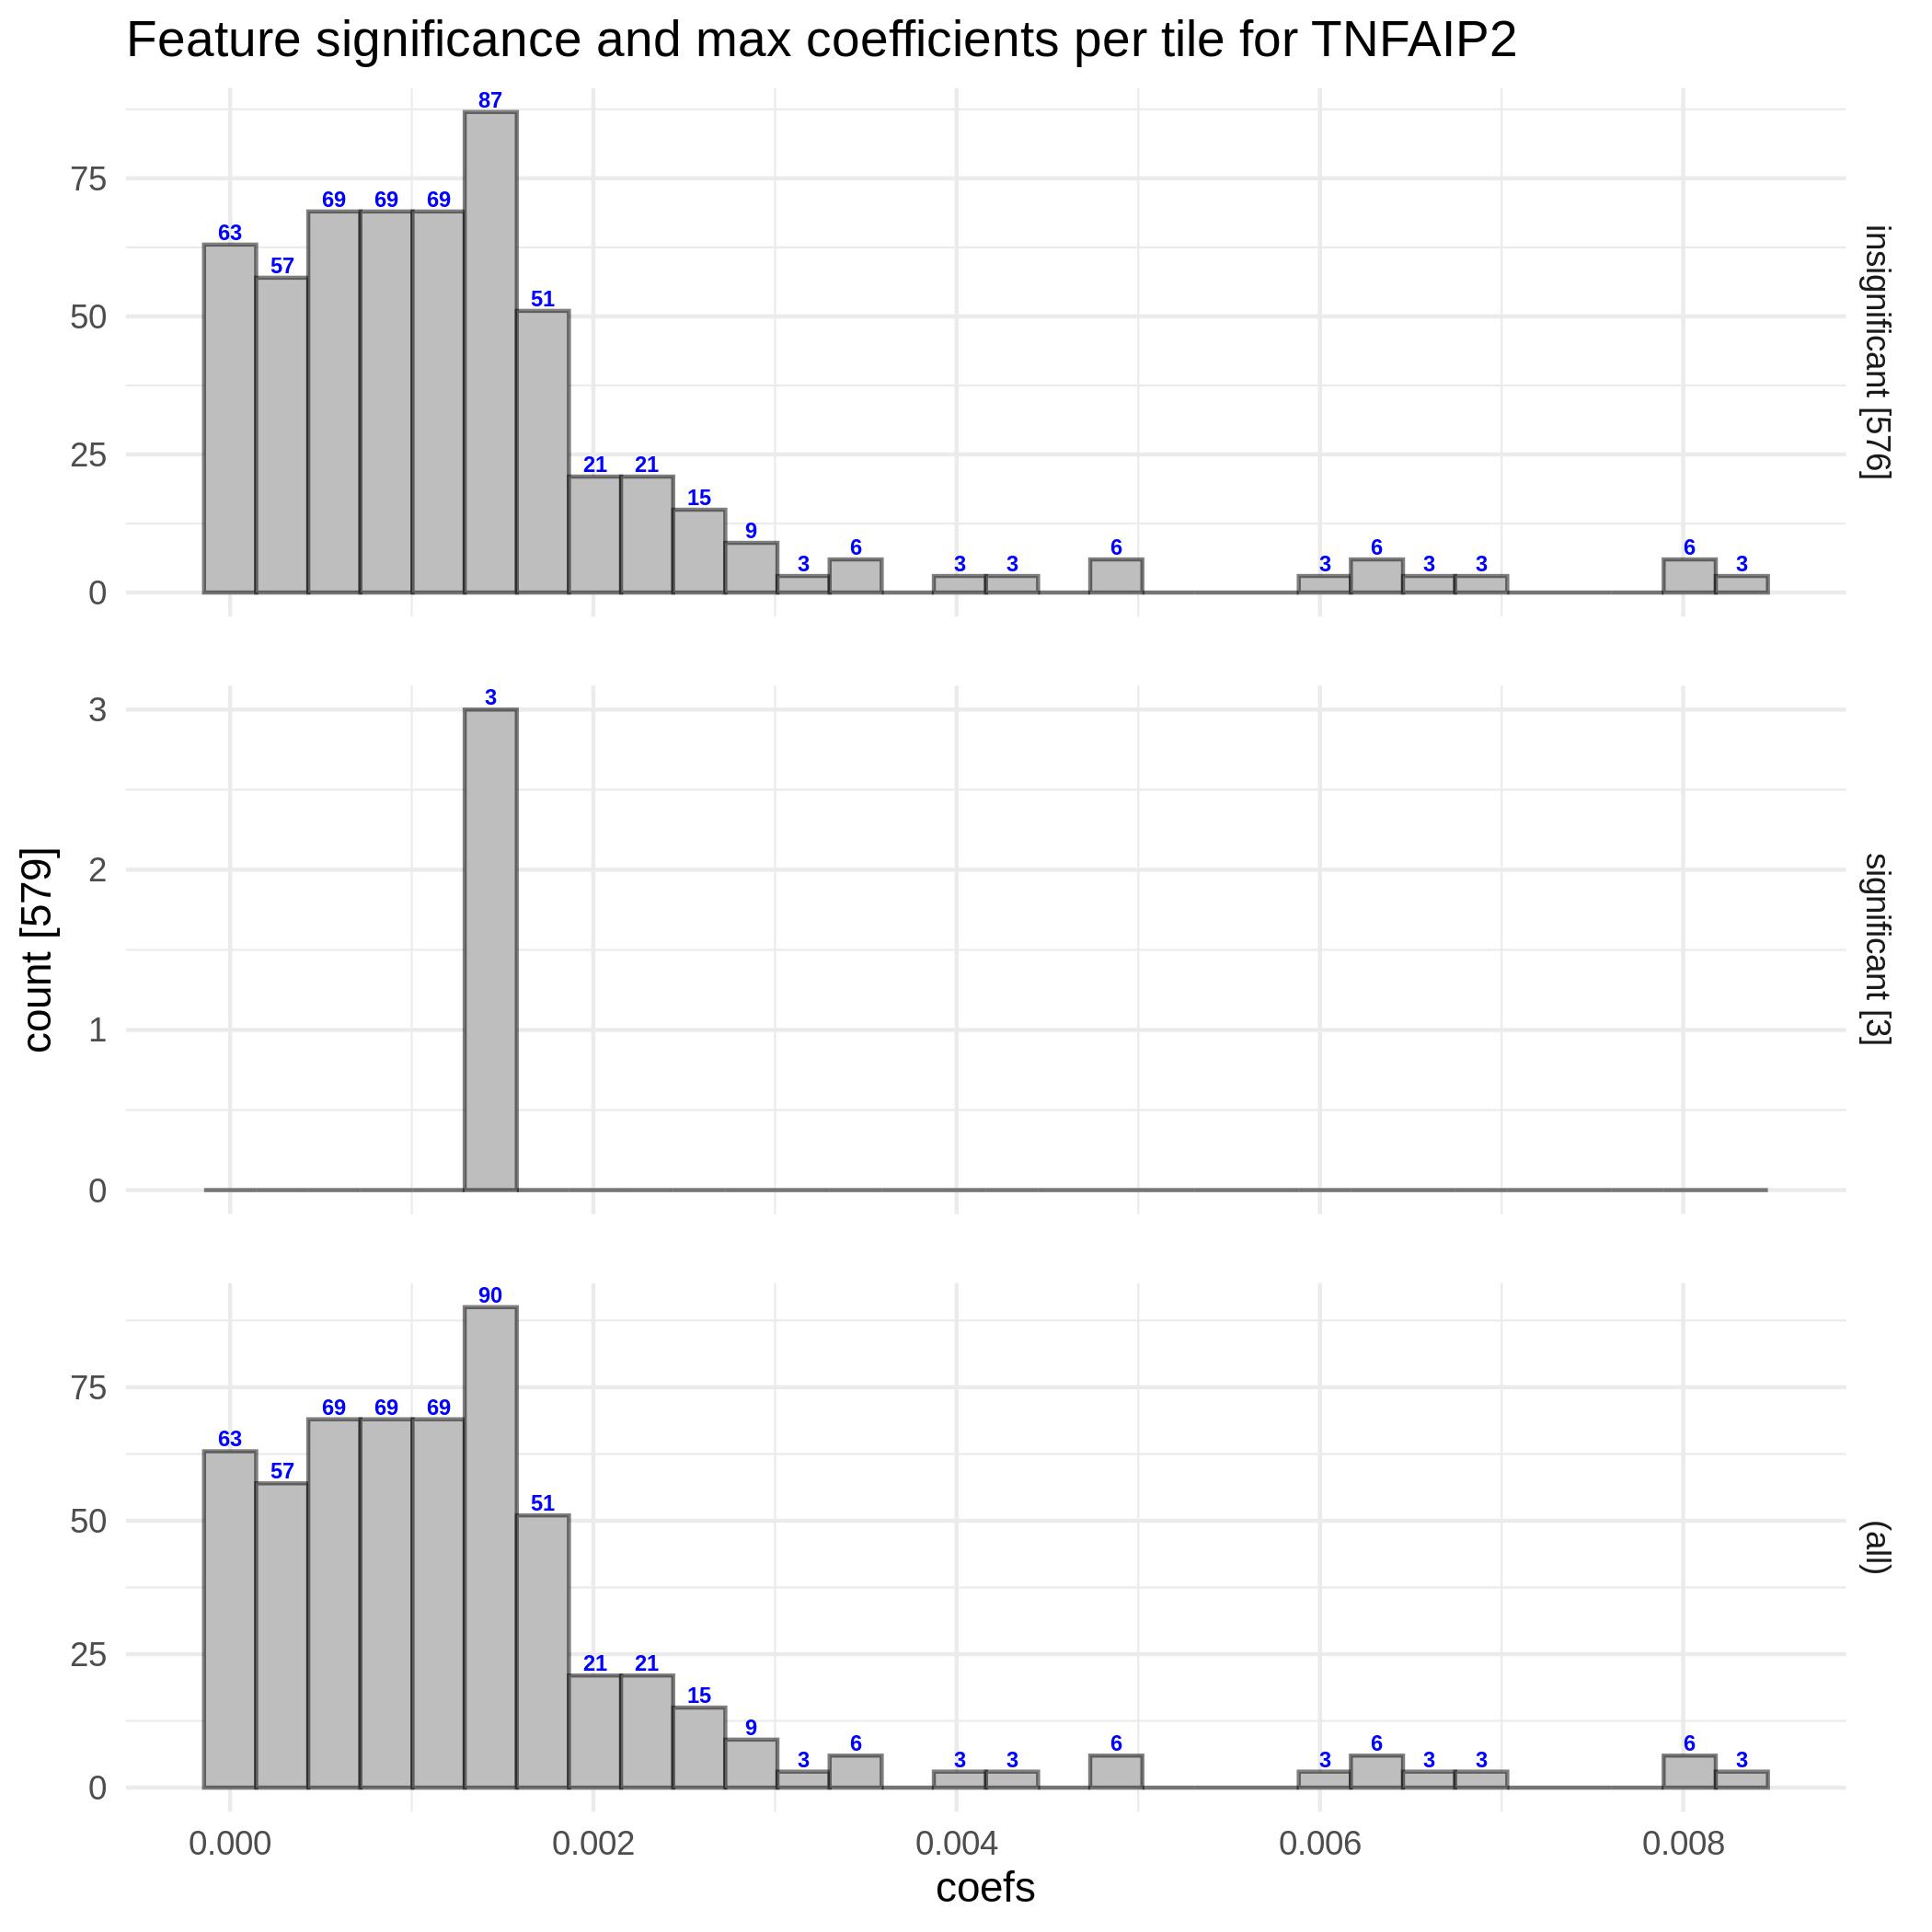 Feature significance and max coefficients per tile for TNFAIP2
87
75
69 69 69
63
57
51
50
25
21 21
15
9
6 6 6 6
3 3 3 3 3 3 3
0
insignificant [576]
3
3
2
1
0
significant [3]
count [579]
90
75
69 69 69
63
57
51
50
25
21 21
15
9
6 6 6 6
3 3 3 3 3 3 3
0
(all)
0.000 0.002 0.004 0.006 0.008
coefs